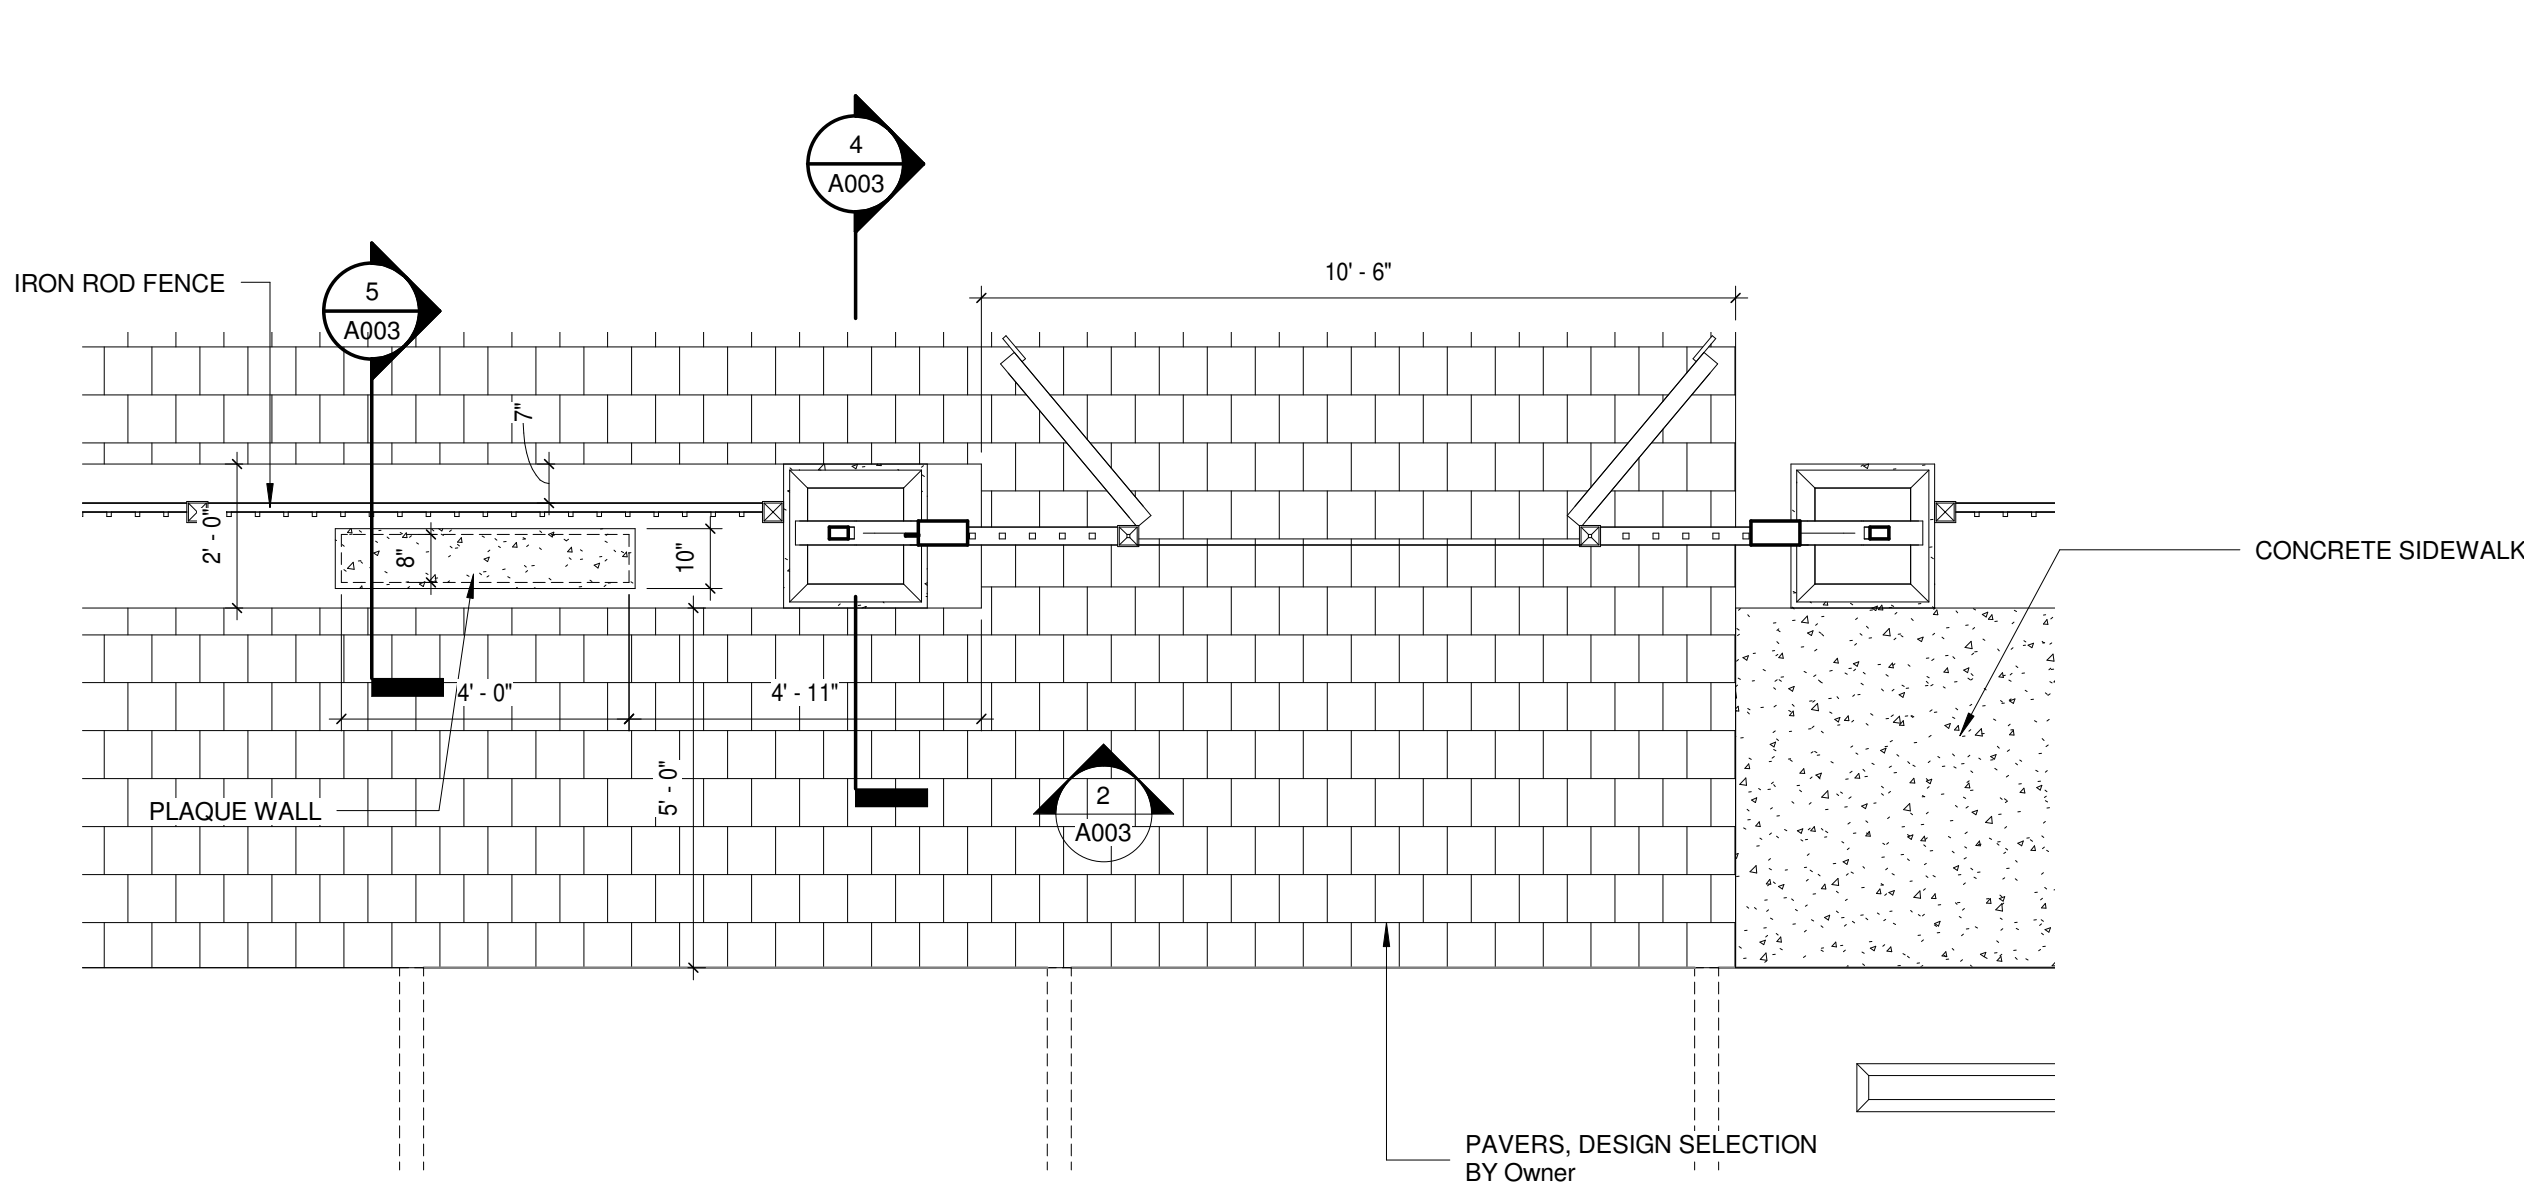 4
A003
10' - 6"
IRON ROD FENCE
5
A003
7"
2' - 0"
8"
10"
CONCRETE SIDEWALK
4' - 0"
4' - 11"
5' - 0"
2
A003
PLAQUE WALL
PAVERS, DESIGN SELECTION
BY Owner